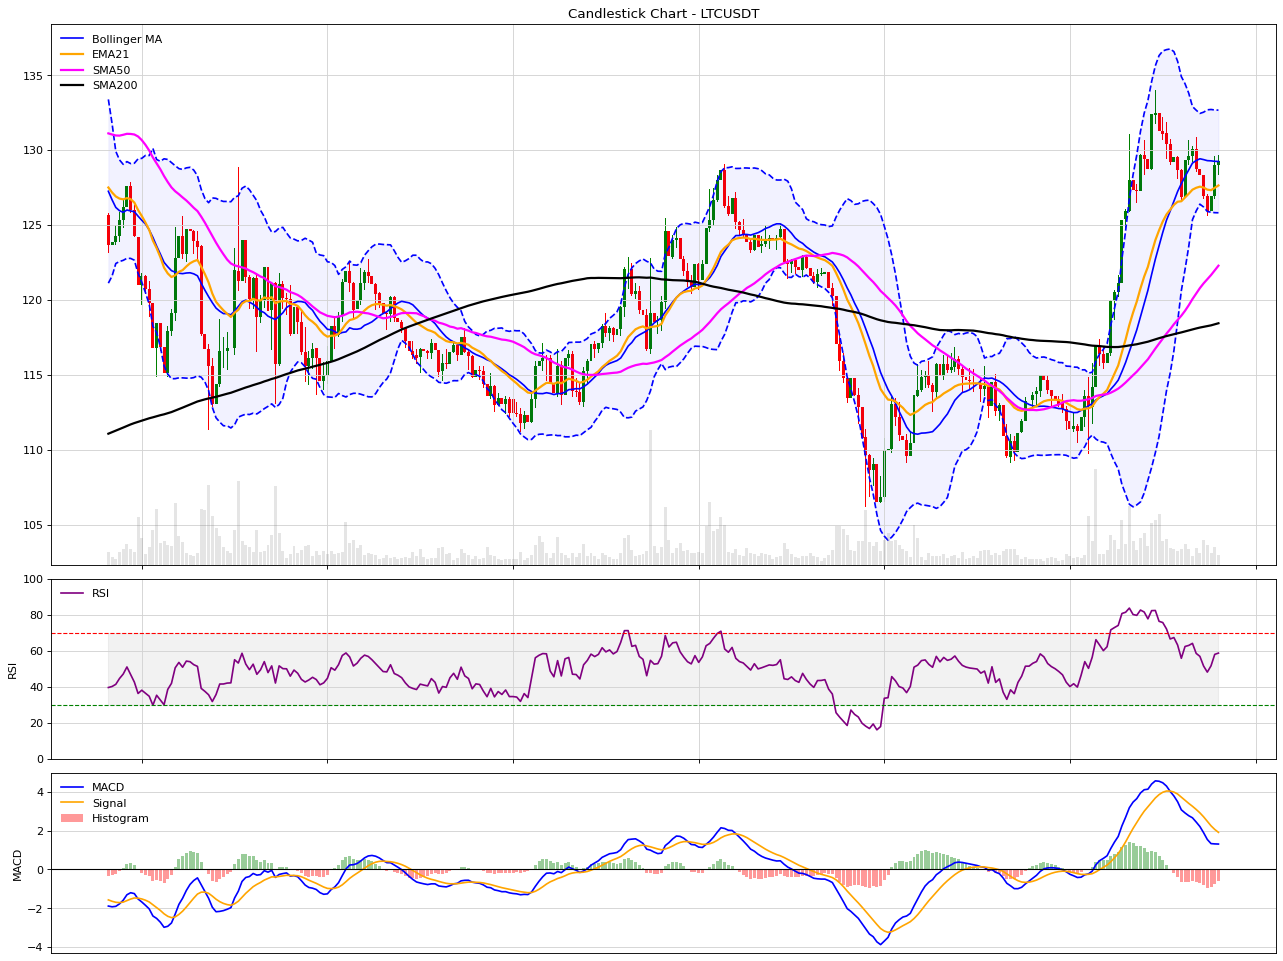 Candlestick Chart - LTCUSDT
Bollinger MA
EMA21
SMA50
SMA200
135
130
125
120
115
110
105
100
80
60
40
20
0
RSI
RSI
4
2
0
−2
−4
MACD
MACD
Signal
Histogram